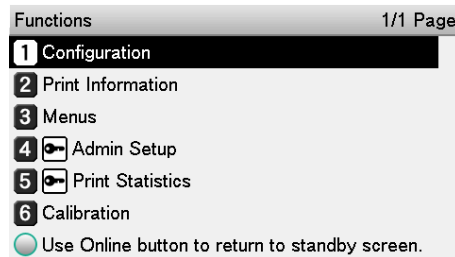 Functions 1/1 Page
1 Configuration
2 Print Information
3 Menus
4 Admin Setup
5 Print Statistics
6 Calibration
Use Online button to return to standby screen.